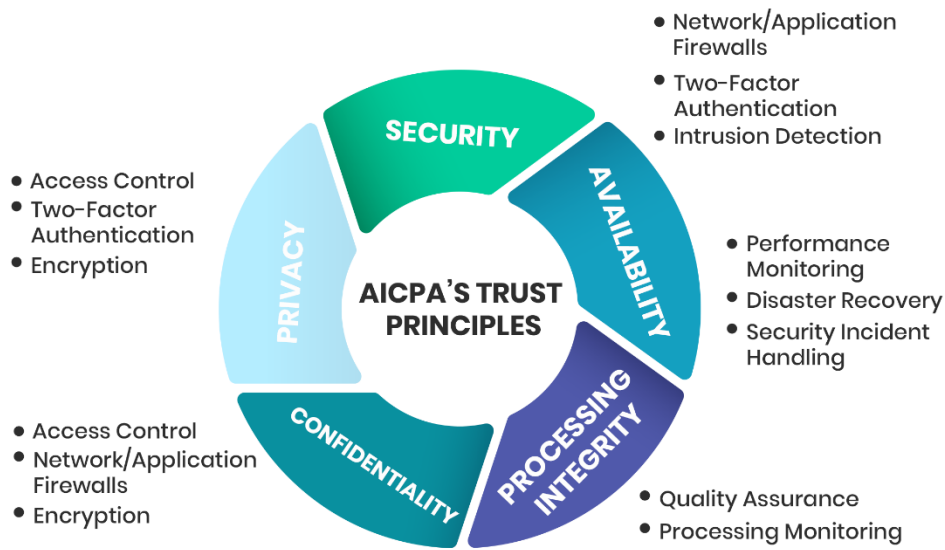 AICPA'S TRUST
PRINCIPLES
SECURITY
• Network/Application
Firewalls
• Two-Factor
Authentication
• Intrusion Detection
AVAILABILITY
• Performance
Monitoring
• Disaster Recovery
• Security Incident
Handling
PROCESSING
INTEGRITY
• Quality Assurance
• Processing Monitoring
CONFIDENTIALITY
• Access Control
• Network/Application
Firewalls
• Encryption
PRIVACY
• Access Control
• Two-Factor
Authentication
• Encryption